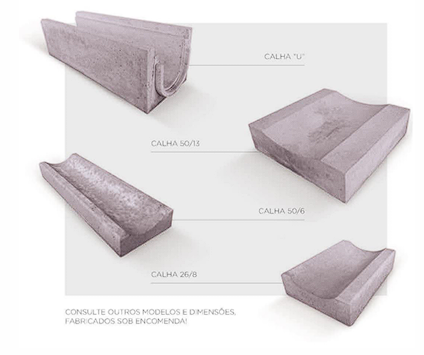 CALHA "U"
CALHA 50/13
CALHA 50/6
CALHA 26/8
CONSULTE OUTROS MODELOS E DIMENSÕES,
FABRICADOS SOB ENCOMENDA!